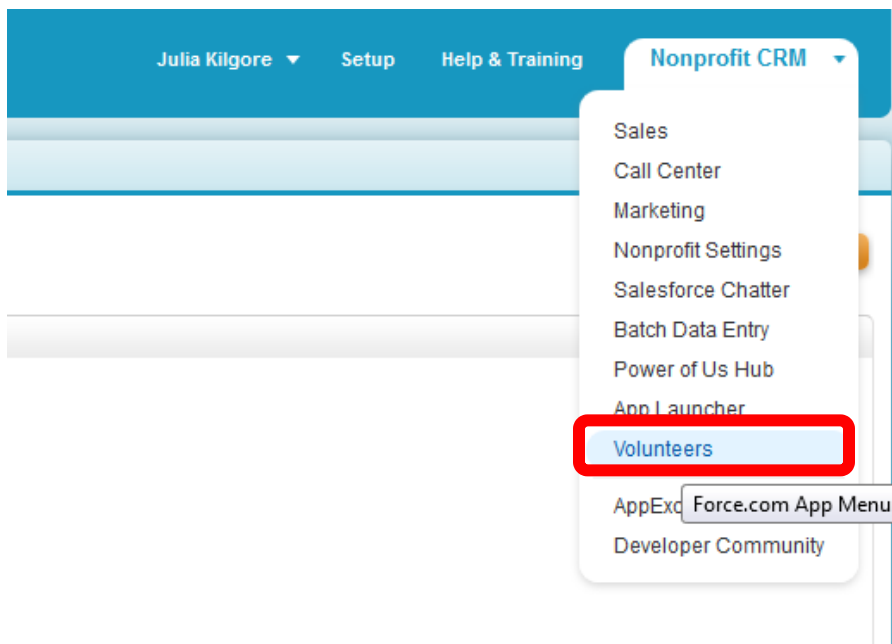 Julia Kilgore Setup Help & Training Nonprofit CRM
Sales
Call Center
Marketing
Nonprofit Settings
Salesforce Chatter
Batch Data Entry
Power of Us Hub
App Launcher
Volunteers
AppExc Force.com App Menu
Developer Community